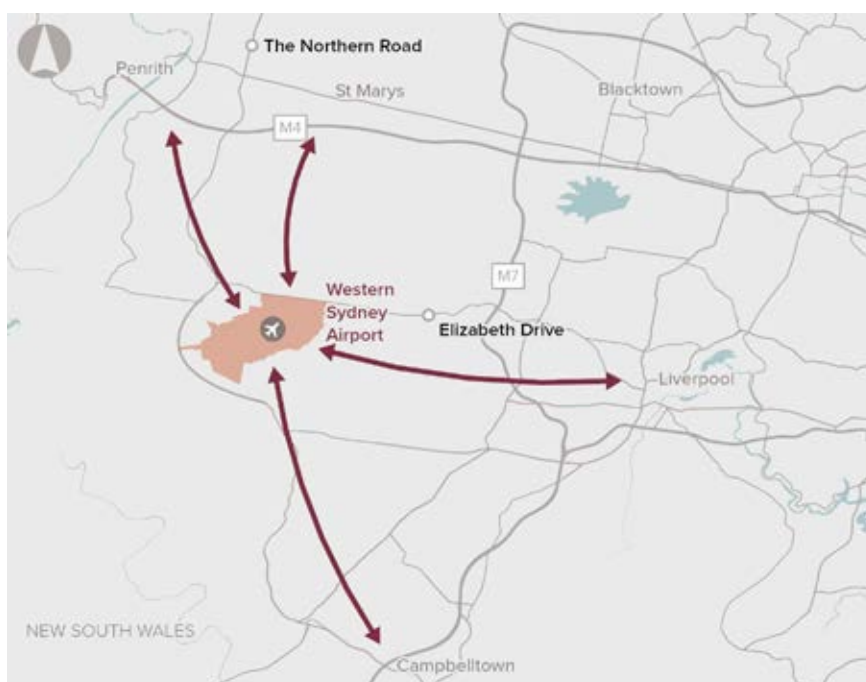 The Northern Road
Penrith
St Marys
Blacktown
M4
M7
Western
Sydney
Airport
Elizabeth Drive
Liverpool
NEW SOUTH WALES
Campbelltown